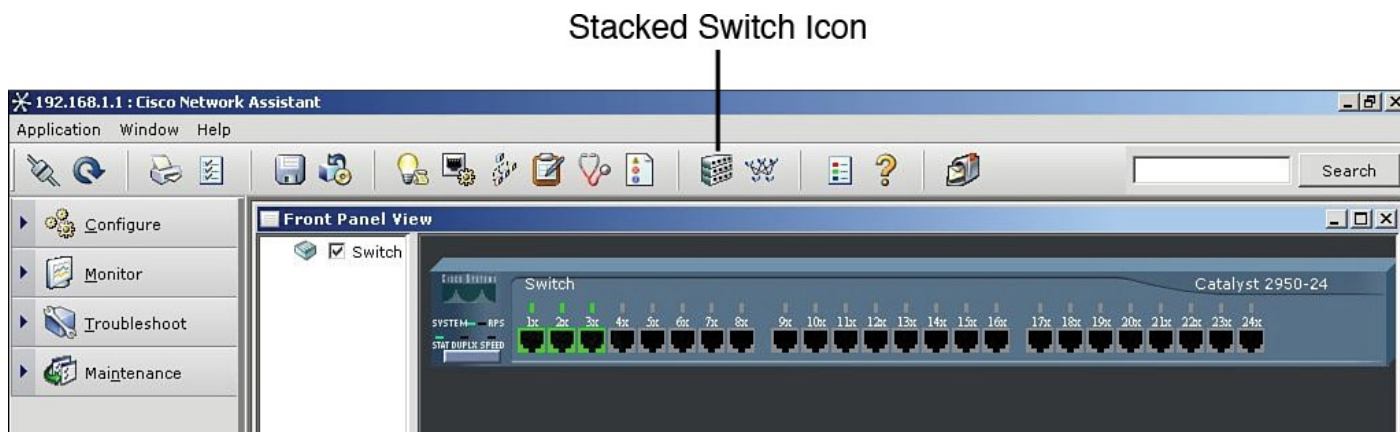 Stacked Switch Icon
192.168.1.1 : Cisco Network Assistant
Application Window Help
Search
Configure
Monitor
Troubleshoot
Maintenance
Front Panel View
Switch
CISCO SYSTEMS
Switch
Catalyst 2950-24
SYSTEM RPS
1x 2x 3x 4x 5x 6x 7x 8x 9x 10x 11x 12x 13x 14x 15x 16x 17x 18x 19x 20x 21x 22x 23x 24x
STAT DUPLX SPEED